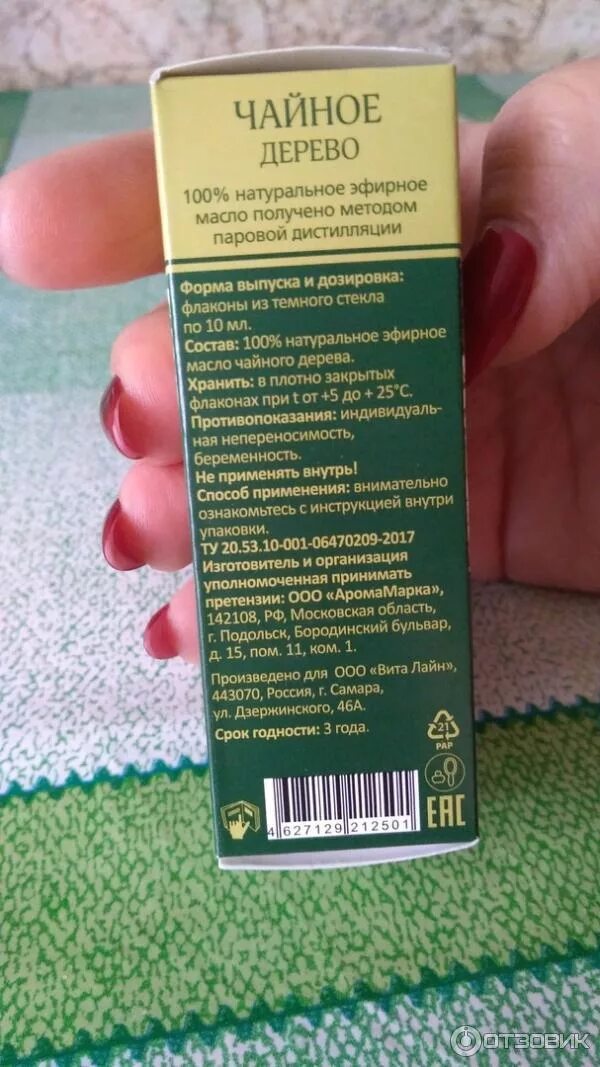 ЧАЙНОЕ
ДЕРЕВО
100% натуральное эфирное
масло получено методом
паровой дистилляции
Форма выпуска и дозировка:
флаконы из темного стекла
по 10 мл.
Состав: 100% натуральное эфирное
масло чайного дерева.
Хранить: в плотно закрытых
флаконах при t от +5 до + 25°С.
Противопоказания: индивидуаль-
ная непереносимость,
беременность.
Не применять внутрь!
Способ применения: внимательно
ознакомьтесь с инструкцией внутри
упаковки.
ТУ 20.53.10-001-06470209-2017
Изготовитель и организация
уполномоченная принимать
претензии: ООО «АромаМарка»,
142108, РФ, Московская область,
г. Подольск, Бородинский бульвар,
д. 15, пом. 11, ком. 1.
Произведено для ООО «Вита Лайн»,
443070, Россия, г. Самара,
ул. Дзержинского, 46А.
Срок годности: 3 года.
21
PAP
4 627129 212501
EAC
ОТЗОВИК